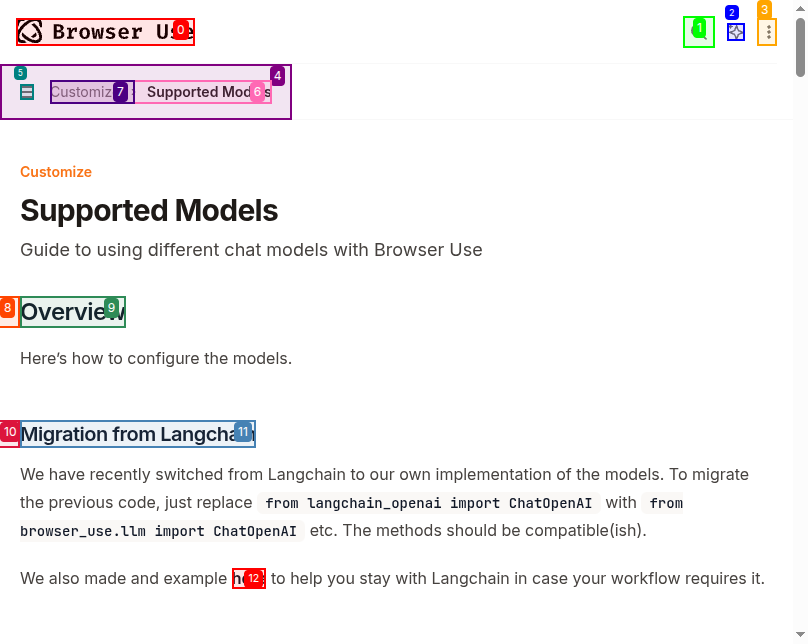 Browser Use
0
1
2
3
4
5
Customiz
7
Supported Mod s
6
Customize
Supported Models
Guide to using different chat models with Browser Use
8
Overview
9
Here’s how to configure the models.
10
Migration from Langchain
11
We have recently switched from Langchain to our own implementation of the models. To migrate
the previous code, just replace from langchain_openai import ChatOpenAI with from
browser_use.llm import ChatOpenAI etc. The methods should be compatible(ish).
We also made and example here to help you stay with Langchain in case your workflow requires it.
12